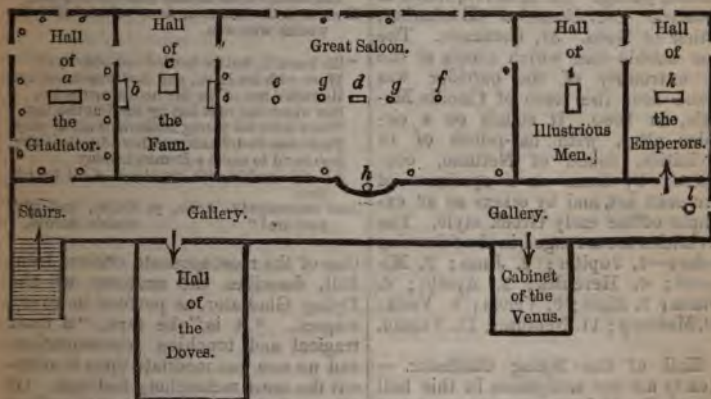 Hall
of
a
the
Gladiator.
b
Hall
of
c
the
Faun.
Great Saloon.
e g d g f
h
Hall
of
i
Illustrious
Men.
Hall
of
k
the
Emperors.
l
Stairs.
Gallery.
Gallery.
Hall
of
the
Doves.
Cabinet
of the
Venus.